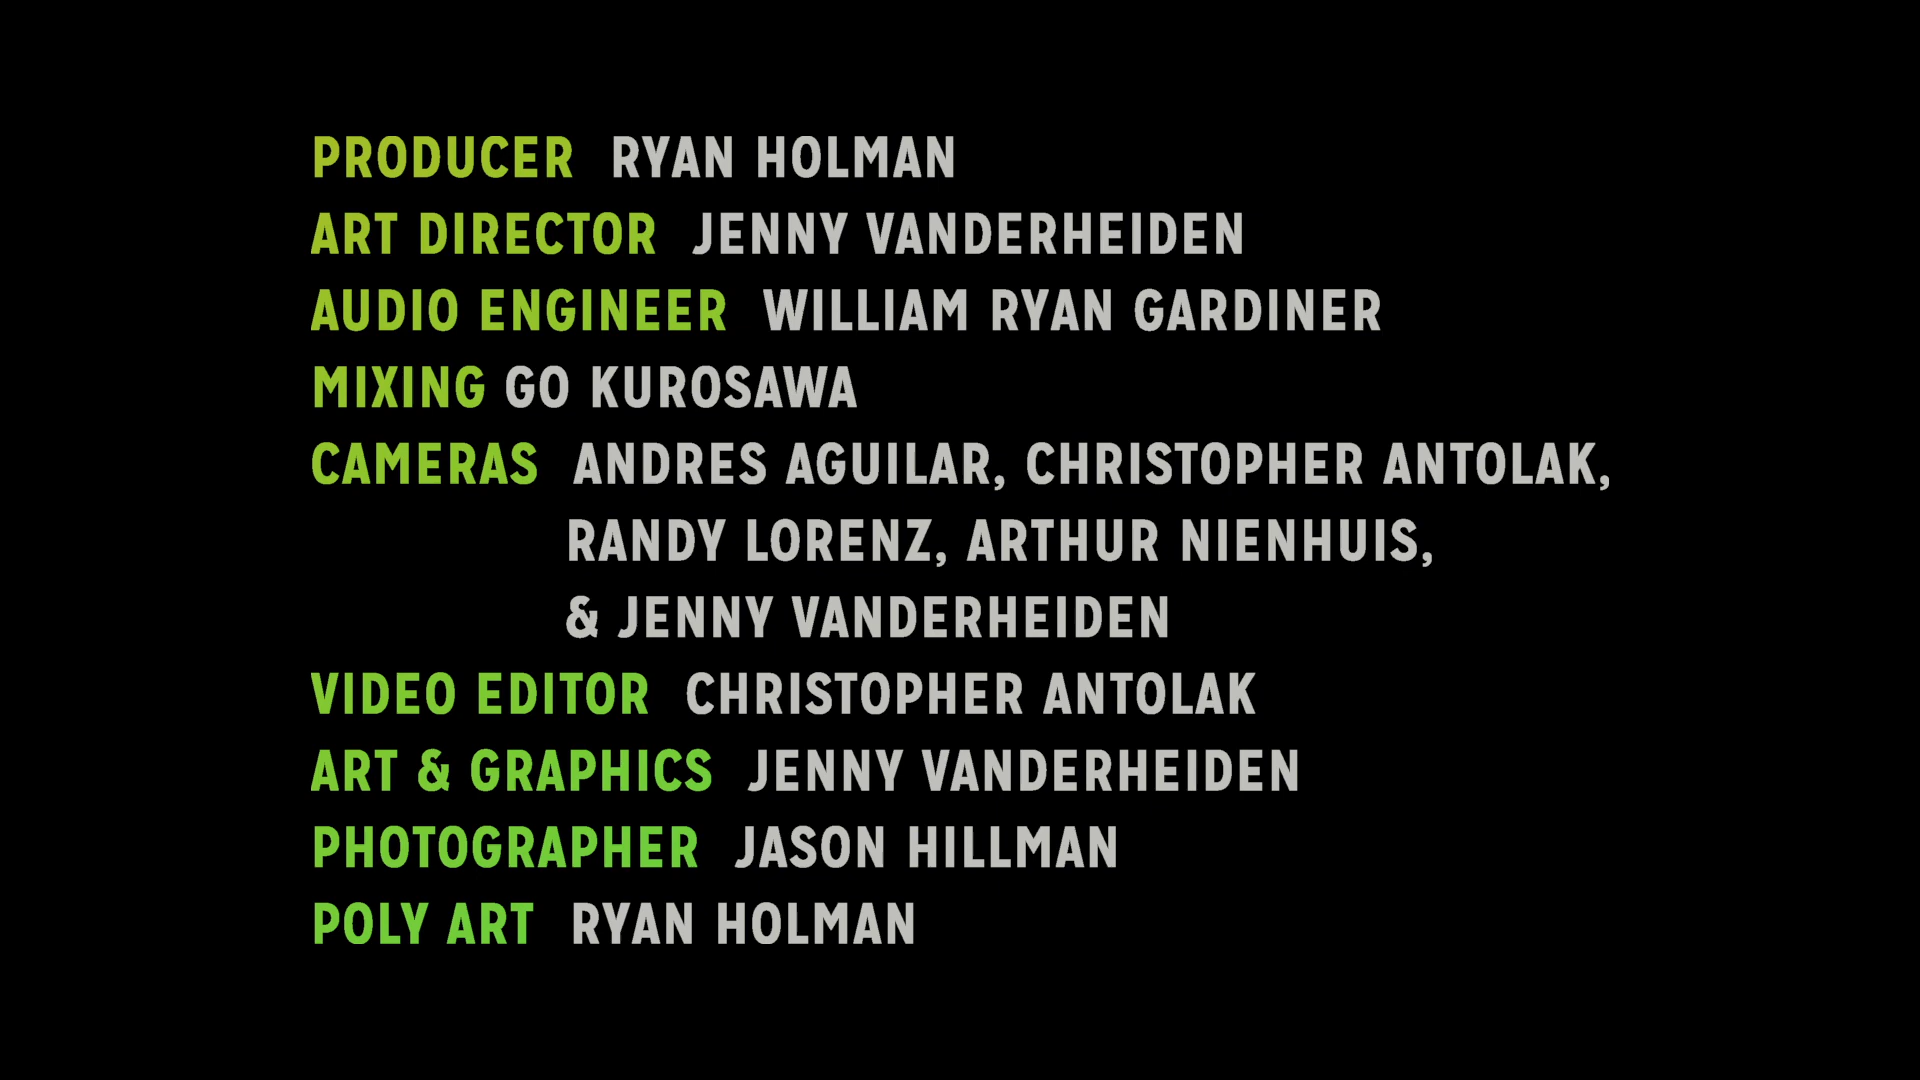 PRODUCER RYAN HOLMAN
ART DIRECTOR JENNY VANDERHEIDEN
AUDIO ENGINEER WILLIAM RYAN GARDINER
MIXING GO KUROSAWA
CAMERAS ANDRES AGUILAR, CHRISTOPHER ANTOLAK,
RANDY LORENZ, ARTHUR NIENHUIS,
& JENNY VANDERHEIDEN
VIDEO EDITOR CHRISTOPHER ANTOLAK
ART & GRAPHICS JENNY VANDERHEIDEN
PHOTOGRAPHER JASON HILLMAN
POLY ART RYAN HOLMAN